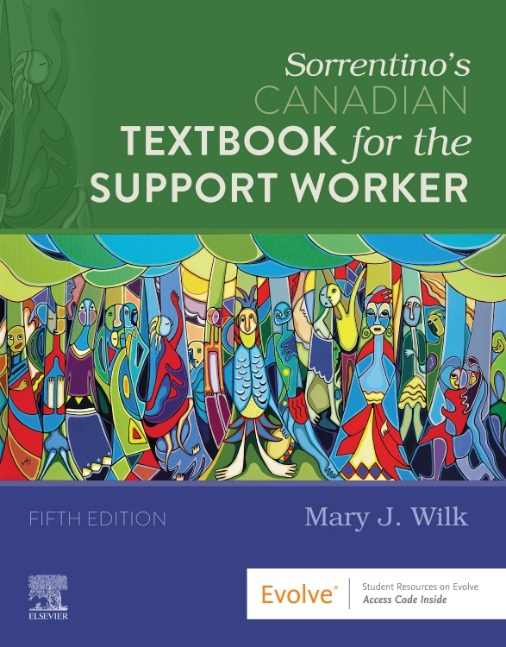 Sorrentino's
CANADIAN
TEXTBOOK for the
SUPPORT WORKER
FIFTH EDITION
Mary J. Wilk
ELSEVIER
Evolve®
Student Resources on Evolve
Access Code Inside